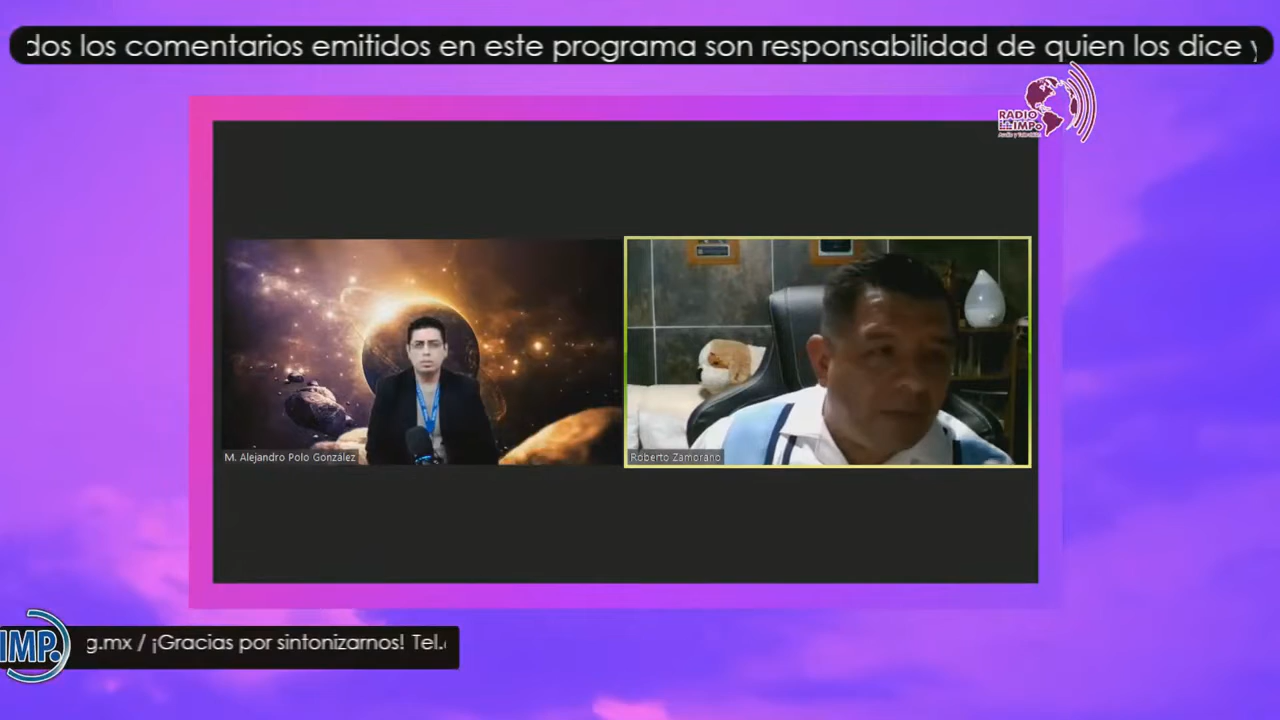 dos los comentarios emitidos en este programa son responsabilidad de quien los dice y
RADIO
IMPO
M. Alejandro Polo González
Roberto Zamorano
IMP.
g.mx / ¡Gracias por sintonizarnos! Tel.